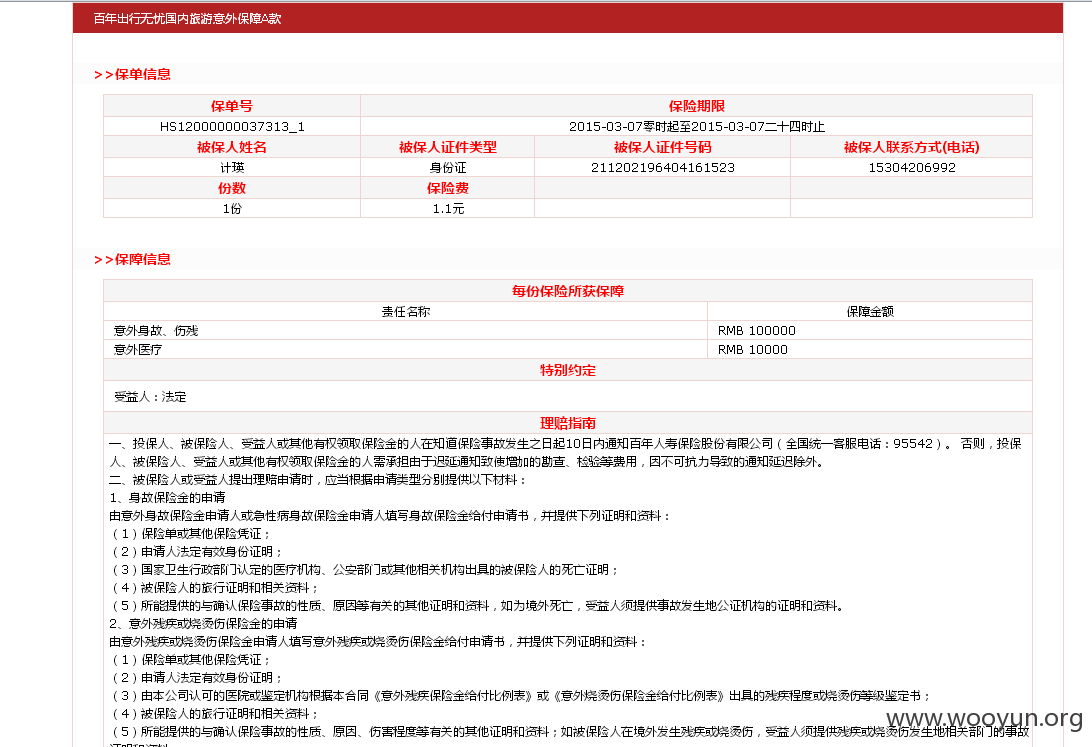 百年出行无忧国内旅游意外保障A款
>>保单信息
保单号 保险期限
HS12000000037313_1 2015-03-07零时起至2015-03-07二十四时止
被保人姓名 被保人证件类型 被保人证件号码 被保人联系方式(电话)
计瑛 身份证 211202196404161523 15304206992
份数 保险费
1份 1.1元
>>保障信息
每份保险所获保障
责任名称 保障金额
意外身故、伤残 RMB 100000
意外医疗 RMB 10000
特别约定
受益人：法定
理赔指南
一、投保人、被保险人、受益人或其他有权领取保险金的人在知道保险事故发生之日起10日内通知百年人寿保险股份有限公司（全国统一客服电话：95542）。 否则，投保
人、被保险人、受益人或其他有权领取保险金的人需承担由于迟延通知致使增加的勘查、检验等费用，因不可抗力导致的通知延迟除外。
二、被保险人或受益人提出理赔申请时，应当根据申请类型分别提供以下材料：
1、身故保险金的申请
由意外身故保险金申请人或急性病身故保险金申请人填写身故保险金给付申请书，并提供下列证明和资料：
（1）保险单或其他保险凭证；
（2）申请人法定有效身份证明；
（3）国家卫生行政部门认定的医疗机构、公安部门或其他相关机构出具的被保险人的死亡证明；
（4）被保险人的旅行证明和相关资料；
（5）所能提供的与确认保险事故的性质、原因等有关的其他证明和资料，如为境外死亡，受益人须提供事故发生地公证机构的证明和资料。
2、意外残疾或烧烫伤保险金的申请
由意外残疾或烧烫伤保险金申请人填写意外残疾或烧烫伤保险金给付申请书，并提供下列证明和资料：
（1）保险单或其他保险凭证；
（2）申请人法定有效身份证明；
（3）由本公司认可的医院或鉴定机构根据本合同《意外残疾保险金给付比例表》或《意外烧烫伤保险金给付比例表》出具的残疾程度或烧烫伤等级鉴定书；
（4）被保险人的旅行证明和相关资料；
（5）所能提供的与确认保险事故的性质、原因、伤害程度等有关的其他证明和资料；如被保险人在境外发生残疾或烧烫伤，受益人须提供残疾或烧烫伤发生地相关部门的事故
证明和资料
www.wooyun.org